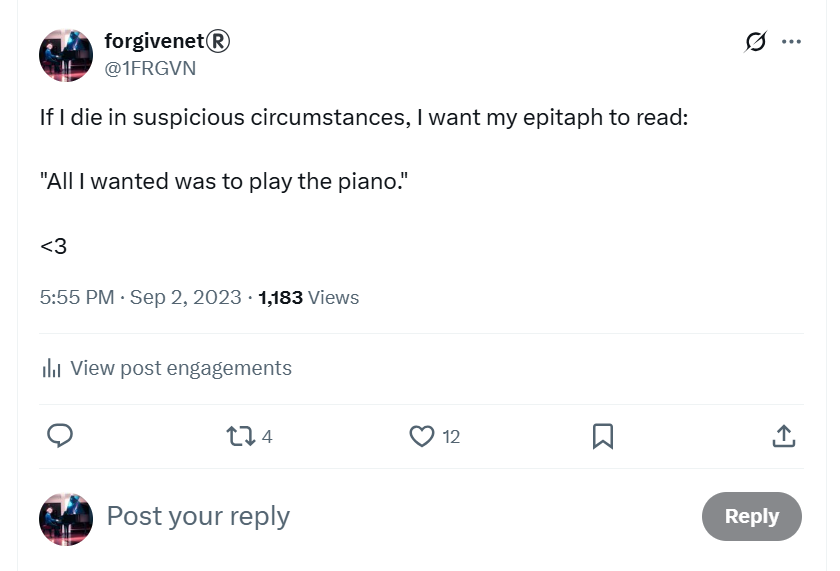 forgivenet®
@1FRGVN
If I die in suspicious circumstances, I want my epitaph to read:
"All I wanted was to play the piano."
<3
5:55 PM · Sep 2, 2023 · 1,183 Views
View post engagements
4 12
Post your reply Reply